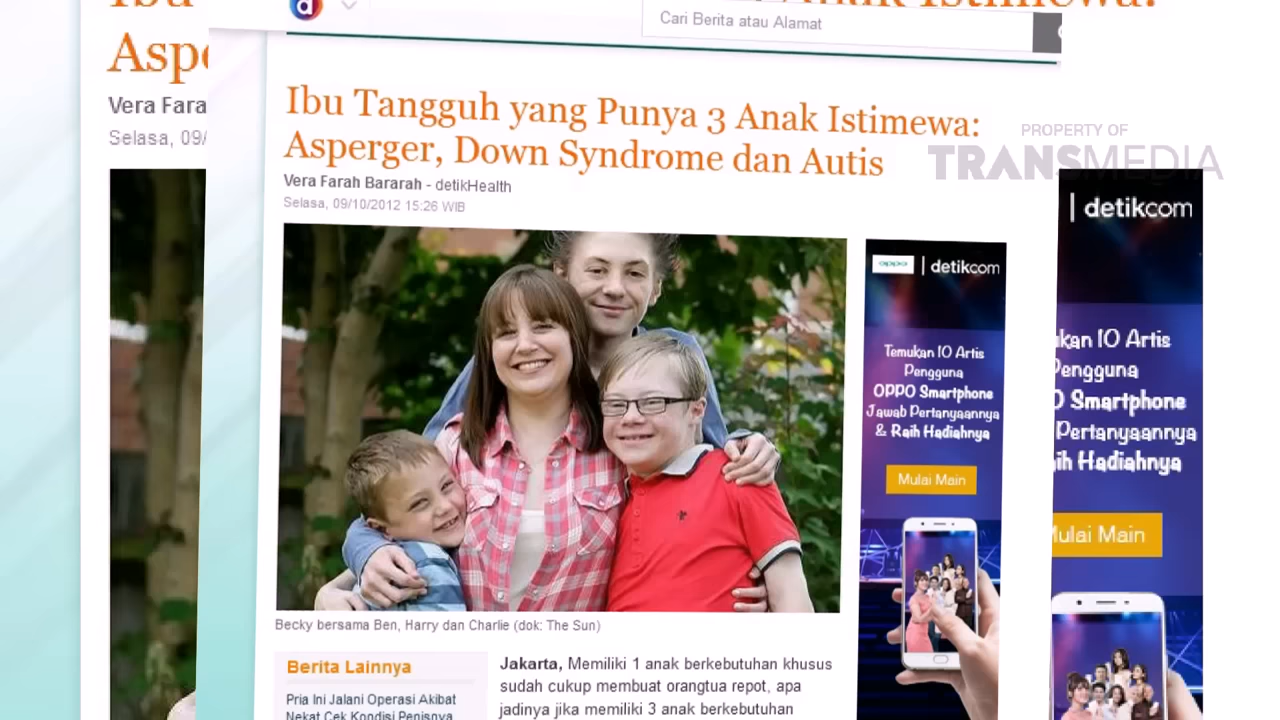 Ibu
Anak Istimewa:
d
Cari Berita atau Alamat
Vera Fara
Selasa, 09/
Ibu Tangguh yang Punya 3 Anak Istimewa:
Asperger, Down Syndrome dan Autis
Vera Farah Bararah - detikHealth
Selasa, 09/10/2012 15:26 WIB
PROPERTY OF
TRANSMEDIA
| detikcom
oppo | detikcom
Temukan 10 Artis
Pengguna
OPPO Smartphone
Jawab Pertanyaannya
& Raih Hadiahnya
Mulai Main
kan 10 Artis
Pengguna
O Smartphone
Pertanyaannya
ih Hadiahnya
Mulai Main
Becky bersama Ben, Harry dan Charlie (dok: The Sun)
Berita Lainnya
Pria Ini Jalani Operasi Akibat
Nekat Cek Kondisi Penisnya
Jakarta, Memiliki 1 anak berkebutuhan khusus
sudah cukup membuat orangtua repot, apa
jadinya jika memiliki 3 anak berkebutuhan